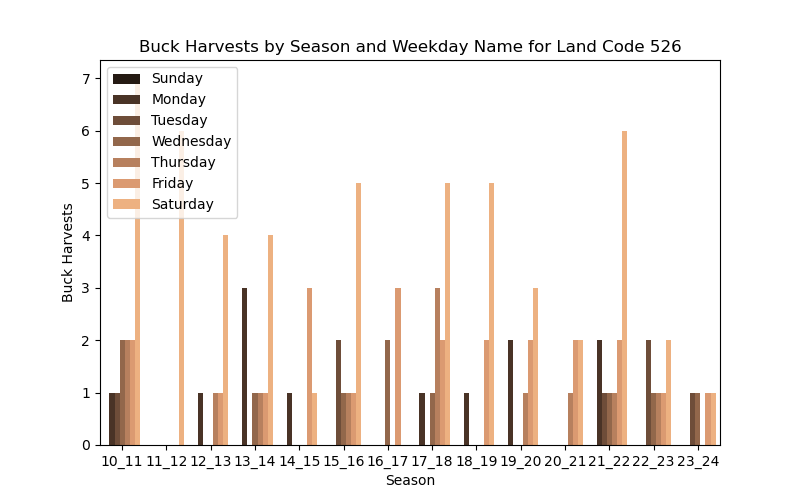 Buck Harvests by Season and Weekday Name for Land Code 526
7
6
5
4
3
2
1
0
Buck Harvests
Sunday
Monday
Tuesday
Wednesday
Thursday
Friday
Saturday
10_11 11_12 12_13 13_14 14_15 15_16 16_17 17_18 18_19 19_20 20_21 21_22 22_23 23_24
Season